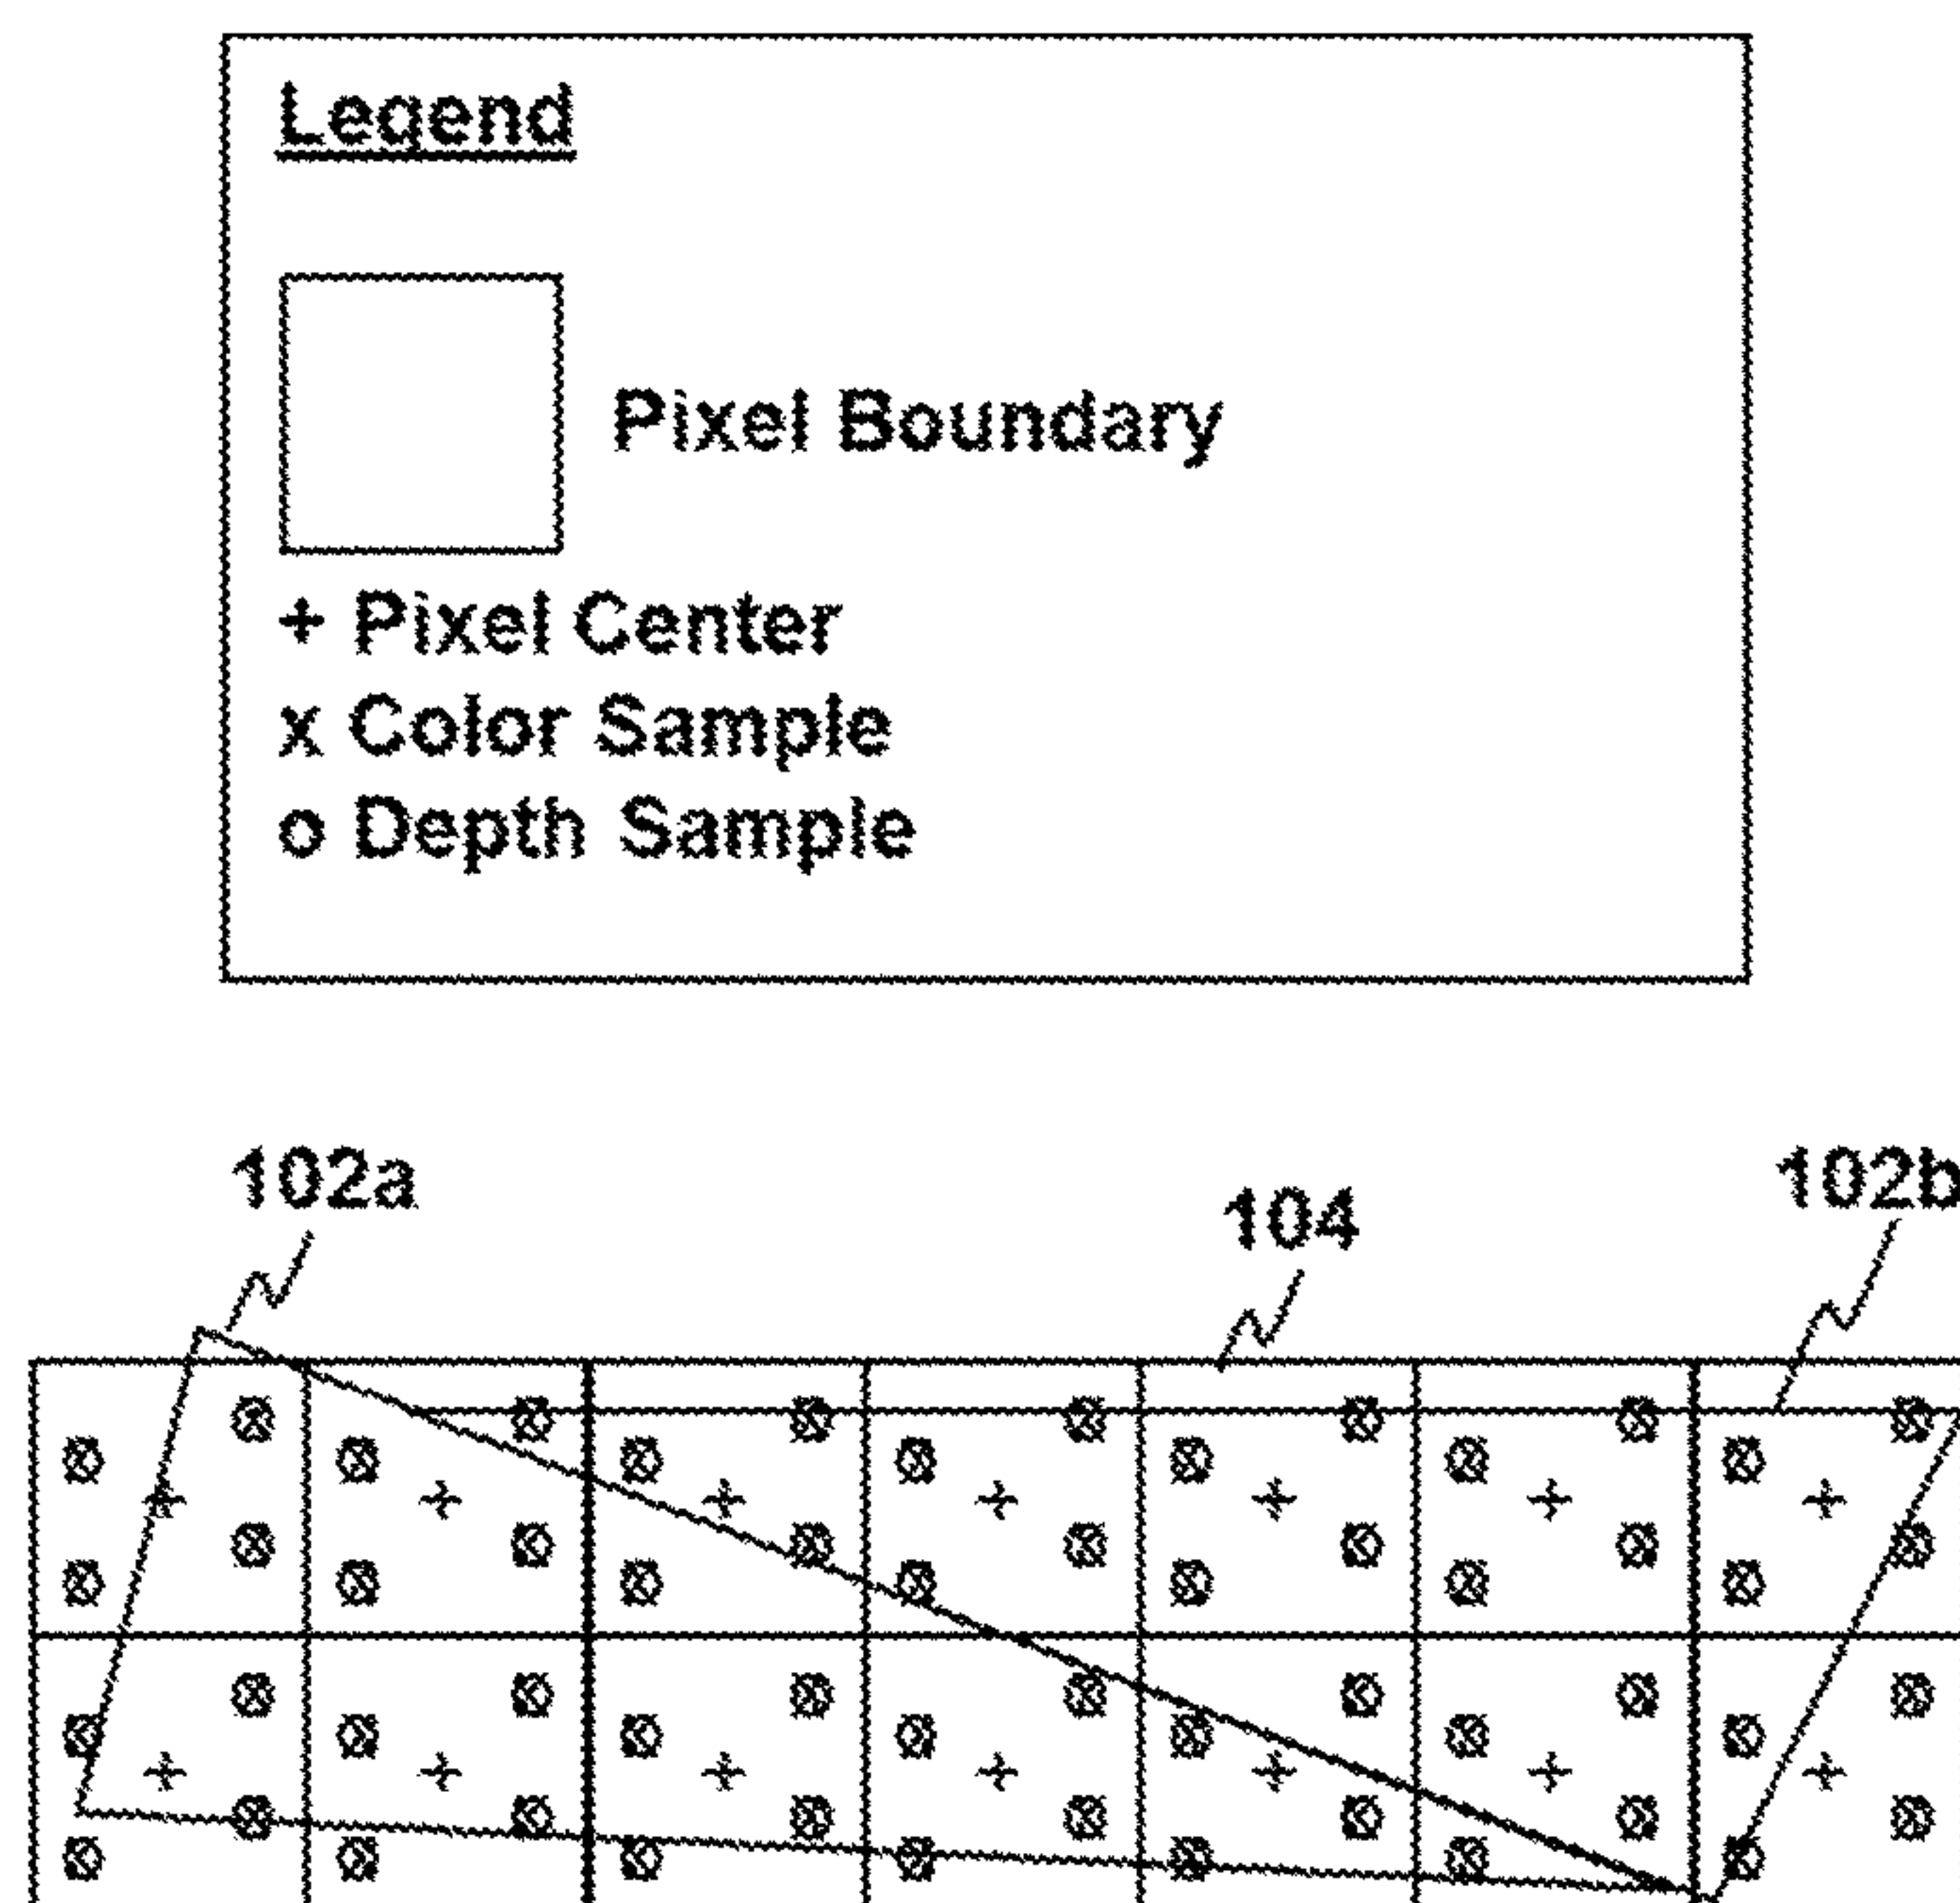 Legend
Pixel Boundary
+ Pixel Center
x Color Sample
o Depth Sample
102a
104
102b